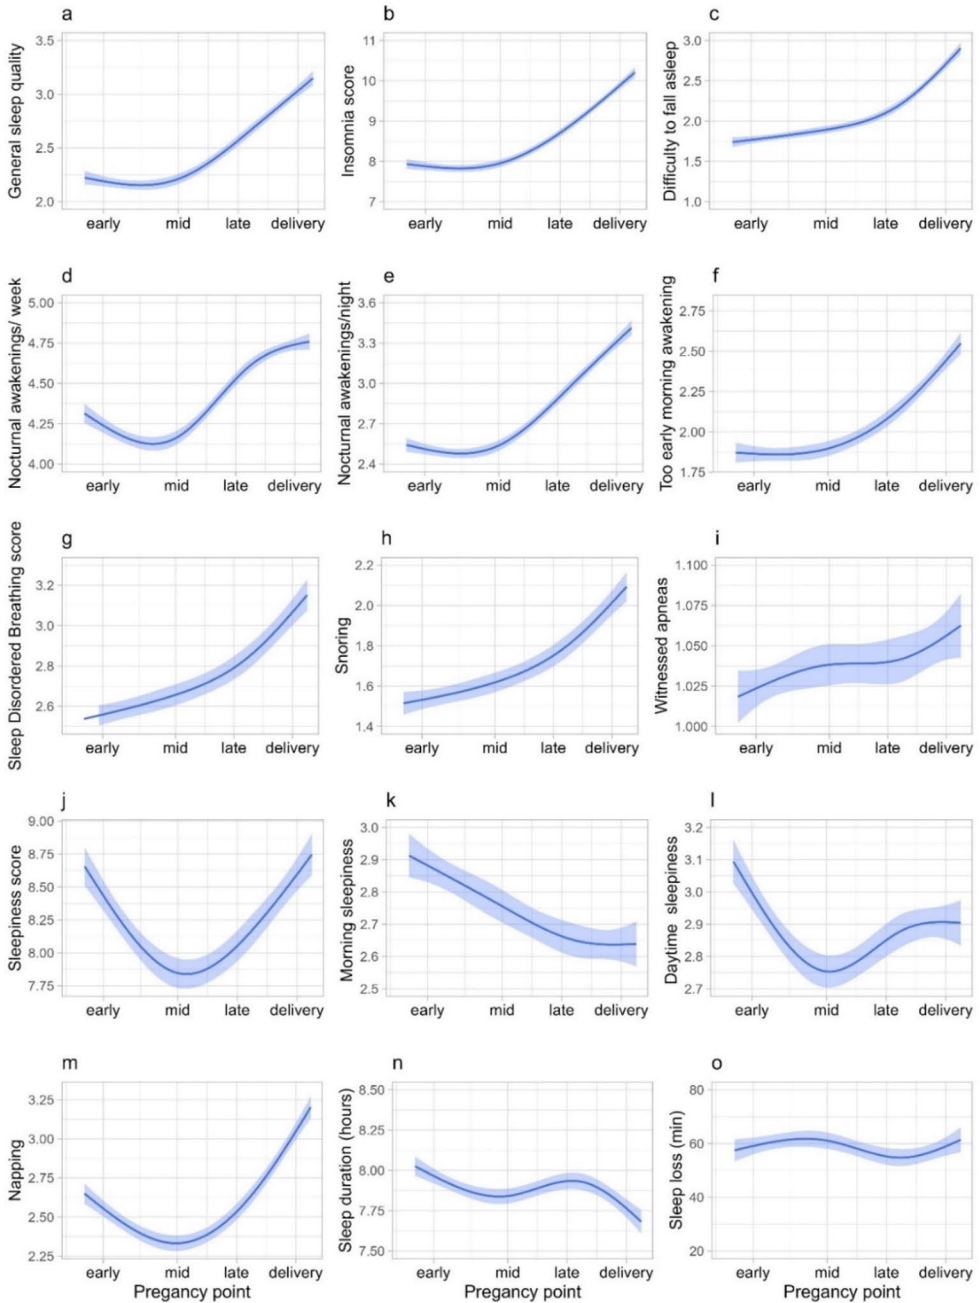 a
General sleep quality
3.5
3.0
2.5
2.0
early mid late delivery
b
Insomnia score
11
10
9
8
7
early mid late delivery
c
Difficulty to fall asleep
3.0
2.5
2.0
1.5
1.0
early mid late delivery
d
Nocturnal awakenings/ week
5.00
4.75
4.50
4.25
4.00
early mid late delivery
e
Nocturnal awakenings/night
3.6
3.3
3.0
2.7
2.4
early mid late delivery
f
Too early morning awakening
2.75
2.50
2.25
2.00
1.75
early mid late delivery
g
Sleep Disordered Breathing score
3.2
3.0
2.8
2.6
early mid late delivery
h
Snoring
2.2
2.0
1.8
1.6
1.4
early mid late delivery
i
Witnessed apneas
1.100
1.075
1.050
1.025
1.000
early mid late delivery
j
Sleepiness score
9.00
8.75
8.50
8.25
8.00
7.75
early mid late delivery
k
Morning sleepiness
3.0
2.9
2.8
2.7
2.6
2.5
early mid late delivery
l
Daytime sleepiness
3.2
3.1
3.0
2.9
2.8
2.7
early mid late delivery
m
Napping
3.25
3.00
2.75
2.50
2.25
early mid late delivery
Pregancy point
n
Sleep duration (hours)
8.50
8.25
8.00
7.75
7.50
early mid late delivery
Pregancy point
o
Sleep loss (min)
80
60
40
20
early mid late delivery
Pregancy point